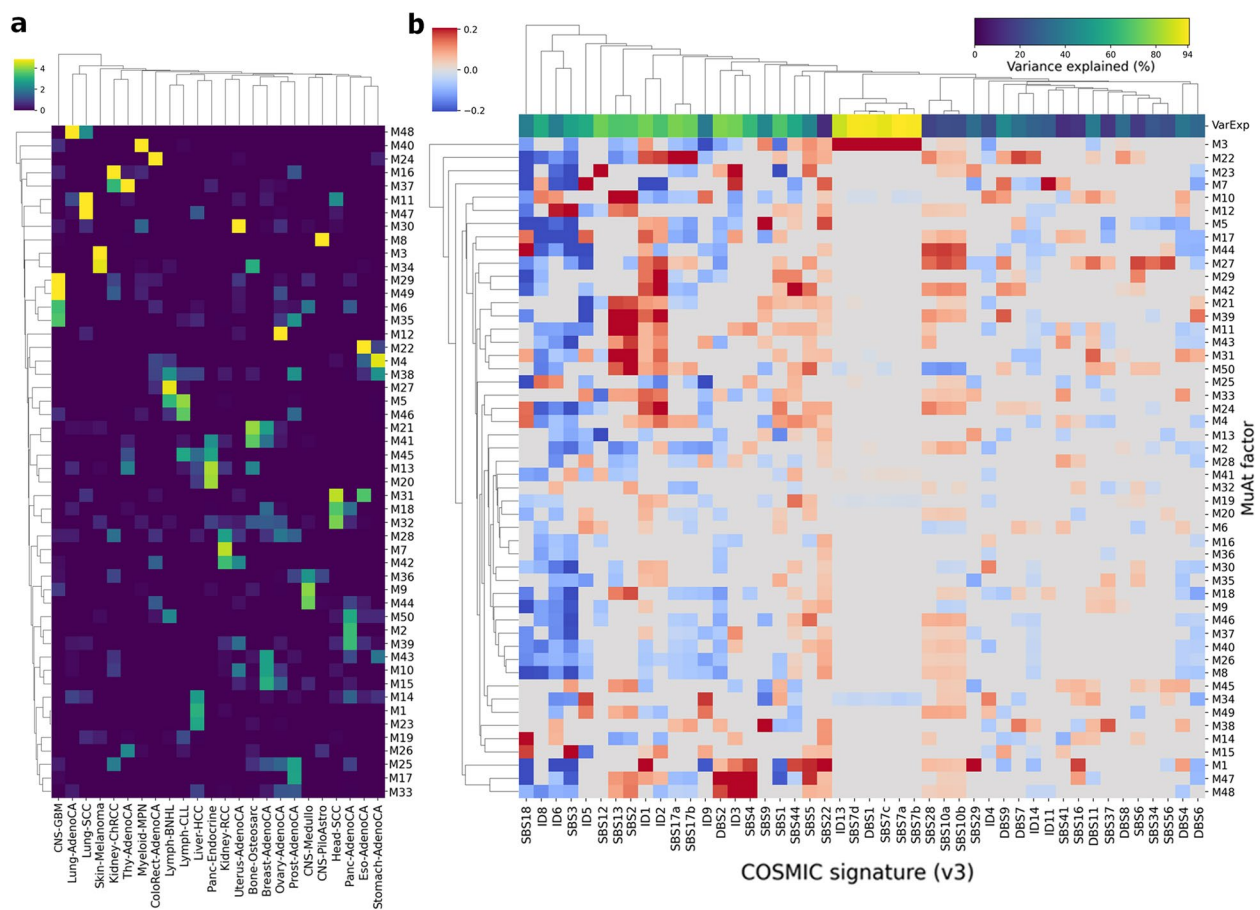 a
4
2
0
M48
M40
M24
M16
M37
M11
M47
M30
M8
M3
M34
M29
M49
M6
M35
M12
M22
M4
M38
M27
M5
M46
M21
M41
M45
M13
M20
M31
M18
M32
M28
M7
M42
M36
M9
M44
M50
M2
M39
M43
M10
M15
M14
M1
M23
M19
M26
M25
M17
M33
CNS-GBM
Lung-AdenoCA
Lung-SCC
Skin-Melanoma
Kidney-ChRCC
Thy-AdenoCA
Myeloid-MPN
ColoRect-AdenoCA
Lymph-BNHL
Lymph-CLL
Liver-HCC
Panc-Endocrine
Kidney-RCC
Uterus-AdenoCA
Bone-Osteosarc
Breast-AdenoCA
Ovary-AdenoCA
Prost-AdenoCA
CNS-Medullo
CNS-PiloAstro
Head-SCC
Panc-AdenoCA
Eso-AdenoCA
Stomach-AdenoCA
b
0.2
0.0
−0.2
0 20 40 60 80 94
Variance explained (%)
VarExp
M3
M22
M23
M7
M10
M12
M5
M17
M44
M27
M29
M42
M21
M39
M11
M43
M31
M50
M25
M33
M24
M4
M13
M2
M28
M41
M32
M19
M20
M6
M16
M36
M30
M35
M18
M9
M46
M37
M40
M26
M8
M45
M34
M49
M38
M14
M15
M1
M47
M48
MuAt factor
SBS18
ID8
ID6
SBS3
ID5
SBS12
SBS13
SBS2
ID1
ID2
SBS17a
SBS17b
ID9
DBS2
ID3
SBS4
SBS9
SBS1
SBS44
SBS5
SBS22
ID13
SBS7d
DBS1
SBS7c
SBS7a
SBS7b
SBS28
SBS10a
SBS10b
SBS29
ID4
DBS9
DBS7
ID14
ID11
SBS41
SBS16
DBS11
SBS37
DBS8
SBS6
SBS34
SBS56
DBS4
DBS6
COSMIC signature (v3)